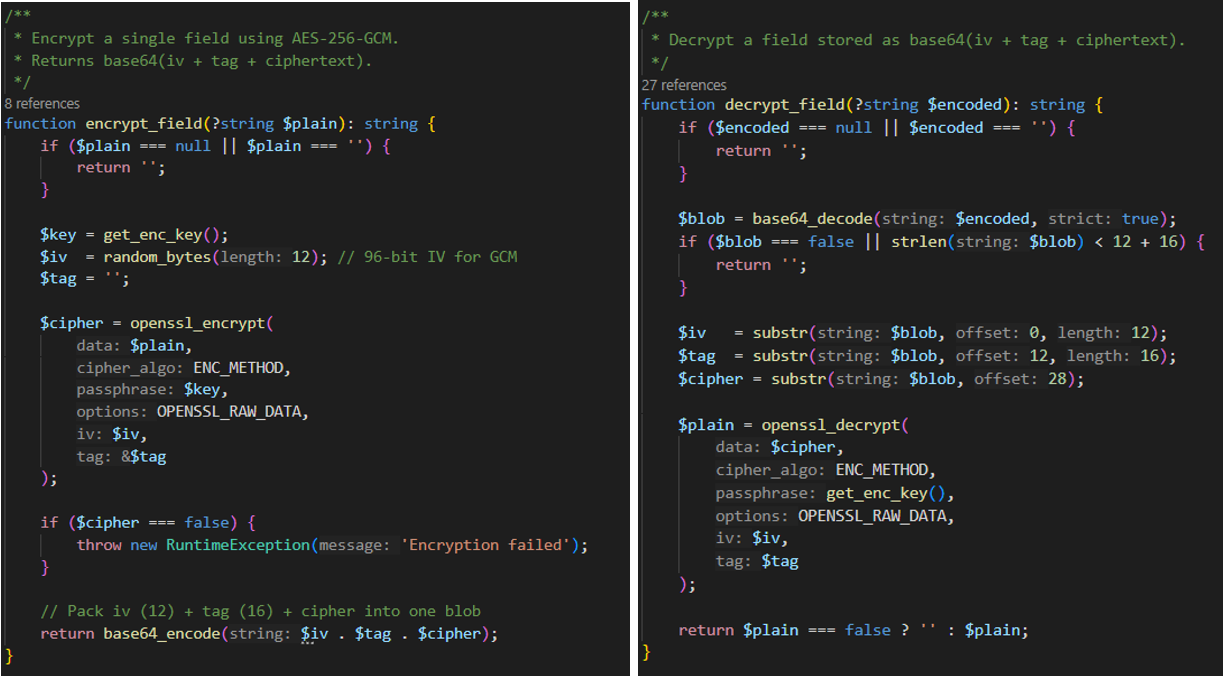 /**
 * Encrypt a single field using AES-256-GCM.
 * Returns base64(iv + tag + ciphertext).
 */
8 references
function encrypt_field(?string $plain): string {
    if ($plain === null || $plain === '') {
        return '';
    }

    $key = get_enc_key();
    $iv  = random_bytes(length: 12); // 96-bit IV for GCM
    $tag = '';

    $cipher = openssl_encrypt(
        data: $plain,
        cipher_algo: ENC_METHOD,
        passphrase: $key,
        options: OPENSSL_RAW_DATA,
        iv: $iv,
        tag: &$tag
    );

    if ($cipher === false) {
        throw new RuntimeException(message: 'Encryption failed');
    }

    // Pack iv (12) + tag (16) + cipher into one blob
    return base64_encode(string: $iv . $tag . $cipher);
}
/**
 * Decrypt a field stored as base64(iv + tag + ciphertext).
 */
27 references
function decrypt_field(?string $encoded): string {
    if ($encoded === null || $encoded === '') {
        return '';
    }

    $blob = base64_decode(string: $encoded, strict: true);
    if ($blob === false || strlen(string: $blob) < 12 + 16) {
        return '';
    }

    $iv   = substr(string: $blob, offset: 0, length: 12);
    $tag  = substr(string: $blob, offset: 12, length: 16);
    $cipher = substr(string: $blob, offset: 28);

    $plain = openssl_decrypt(
        data: $cipher,
        cipher_algo: ENC_METHOD,
        passphrase: get_enc_key(),
        options: OPENSSL_RAW_DATA,
        iv: $iv,
        tag: $tag
    );

    return $plain === false ? '' : $plain;
}